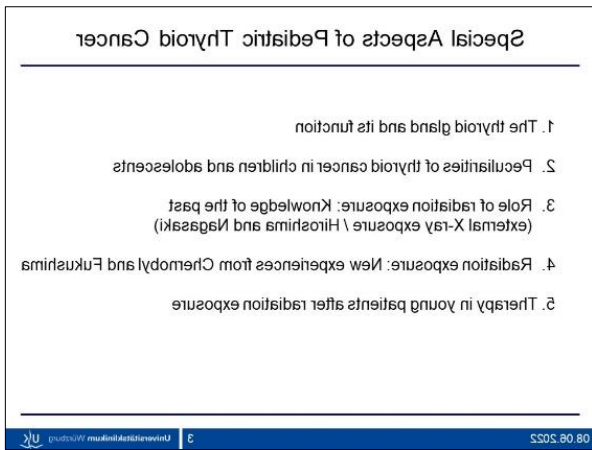 Special Aspects of Pediatric Thyroid Cancer
1. The thyroid gland and its function
2. Peculiarities of thyroid cancer in children and adolescents
3. Role of radiation exposure: Knowledge of the past
(external X-ray exposure / Hiroshima and Nagasaki)
4. Radiation exposure: New experiences from Chernobyl and Fukushima
5. Therapy in young patients after radiation exposure
08.06.2022
3
Universitätsklinikum Würzburg
UK